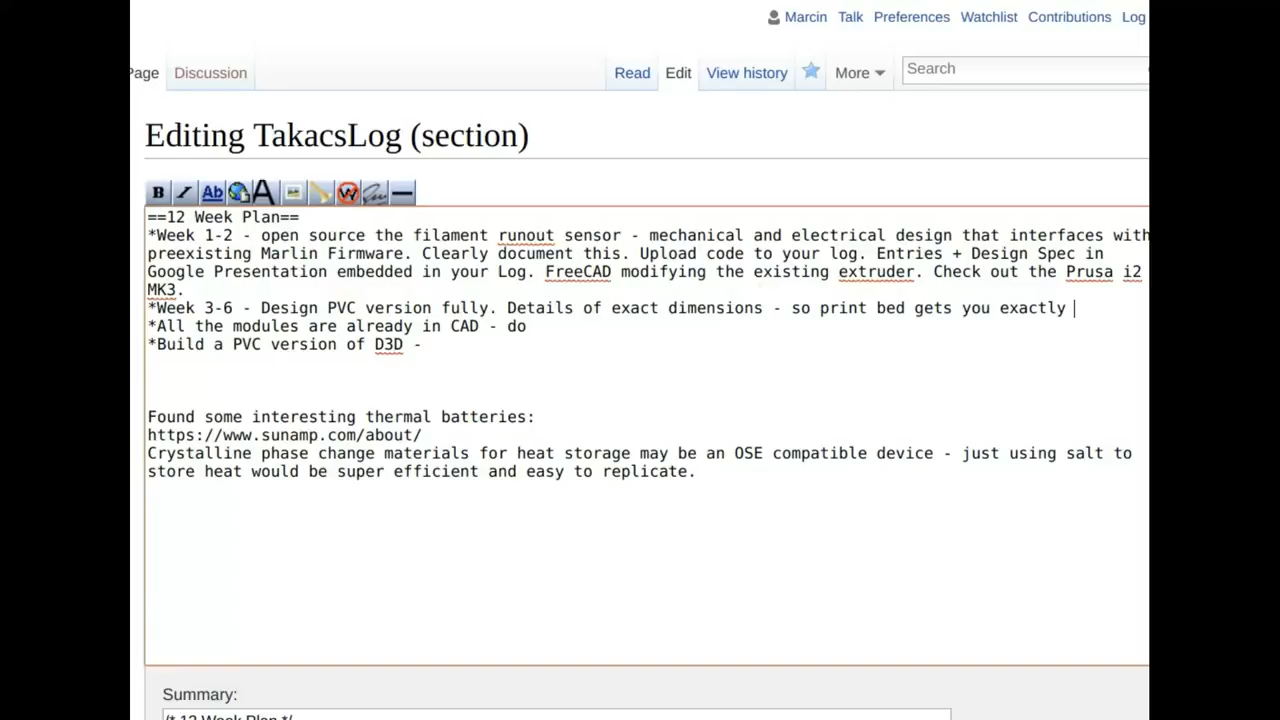 Marcin Talk Preferences Watchlist Contributions Log
Page Discussion Read Edit View history More Search
Editing TakacsLog (section)
B I Ab A W
==12 Week Plan==
*Week 1-2 - open source the filament runout sensor - mechanical and electrical design that interfaces with
preexisting Marlin Firmware. Clearly document this. Upload code to your log. Entries + Design Spec in
Google Presentation embedded in your Log. FreeCAD modifying the existing extruder. Check out the Prusa i2
MK3.
*Week 3-6 - Design PVC version fully. Details of exact dimensions - so print bed gets you exactly
*All the modules are already in CAD - do
*Build a PVC version of D3D -
Found some interesting thermal batteries:
https://www.sunamp.com/about/
Crystalline phase change materials for heat storage may be an OSE compatible device - just using salt to
store heat would be super efficient and easy to replicate.
Summary:
/* 12 Week Plan */